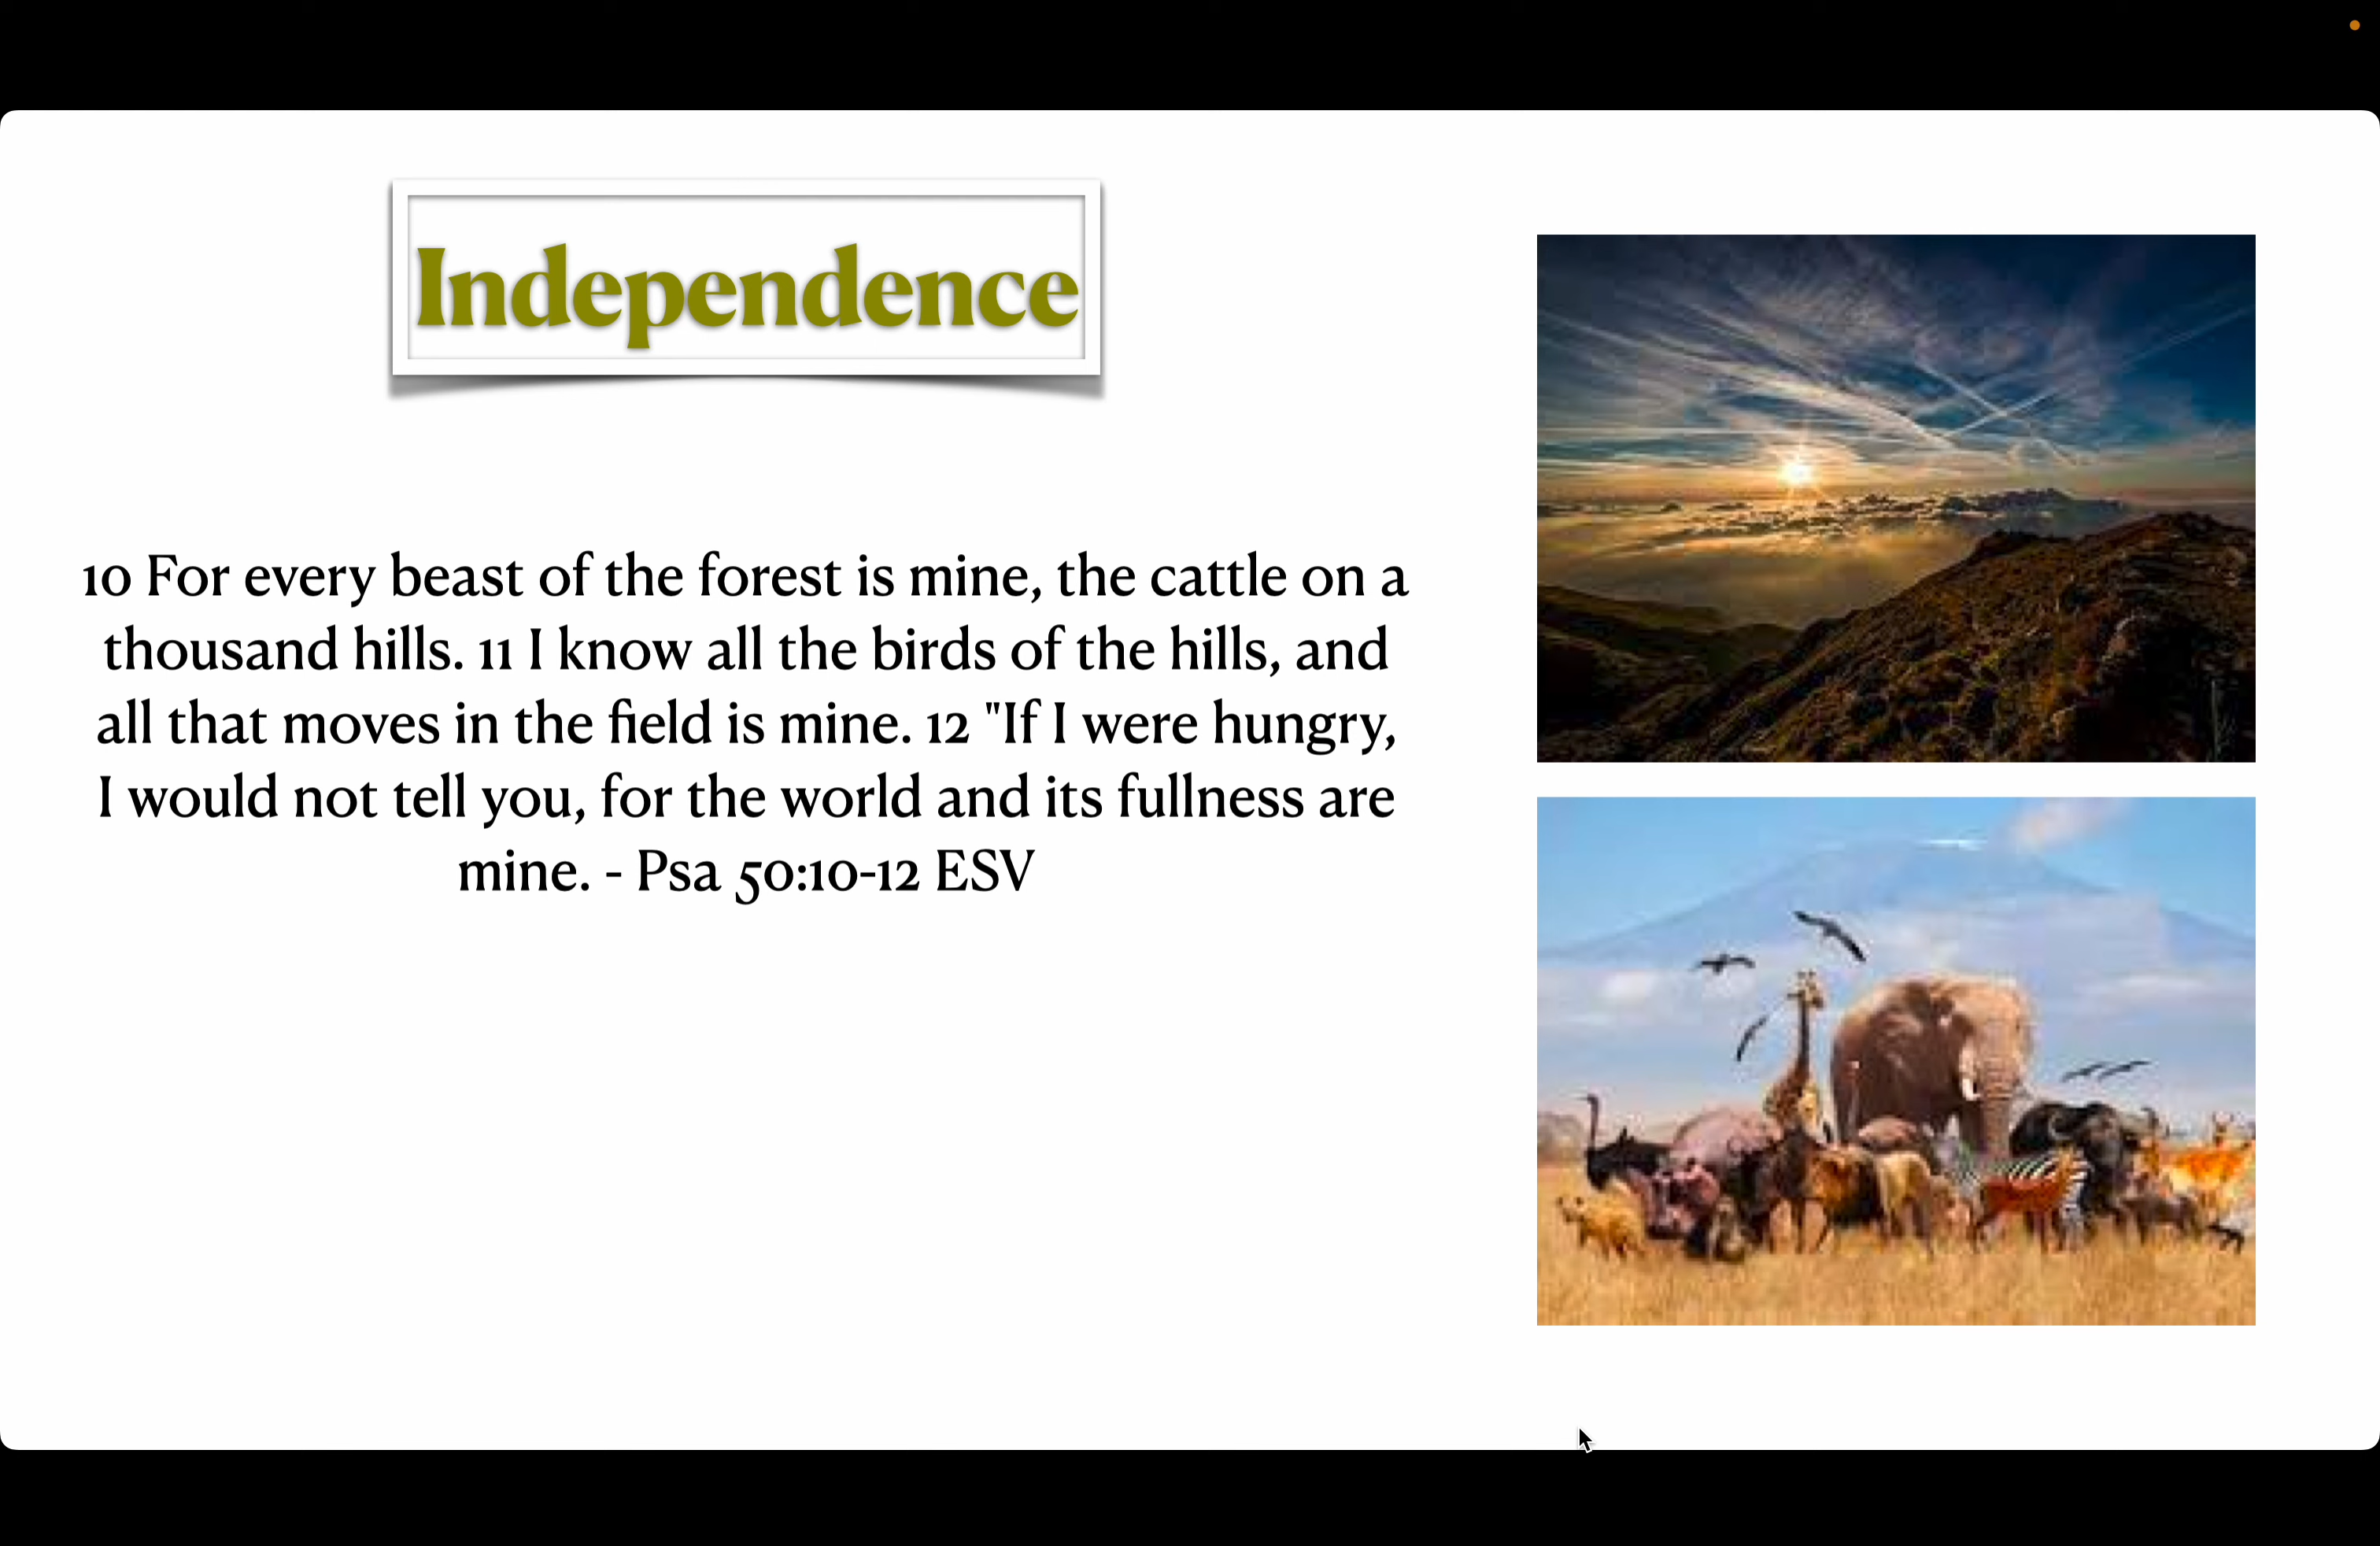 Independence
10 For every beast of the forest is mine, the cattle on a
thousand hills. 11 I know all the birds of the hills, and
all that moves in the field is mine. 12 "If I were hungry,
I would not tell you, for the world and its fullness are
mine. - Psa 50:10-12 ESV